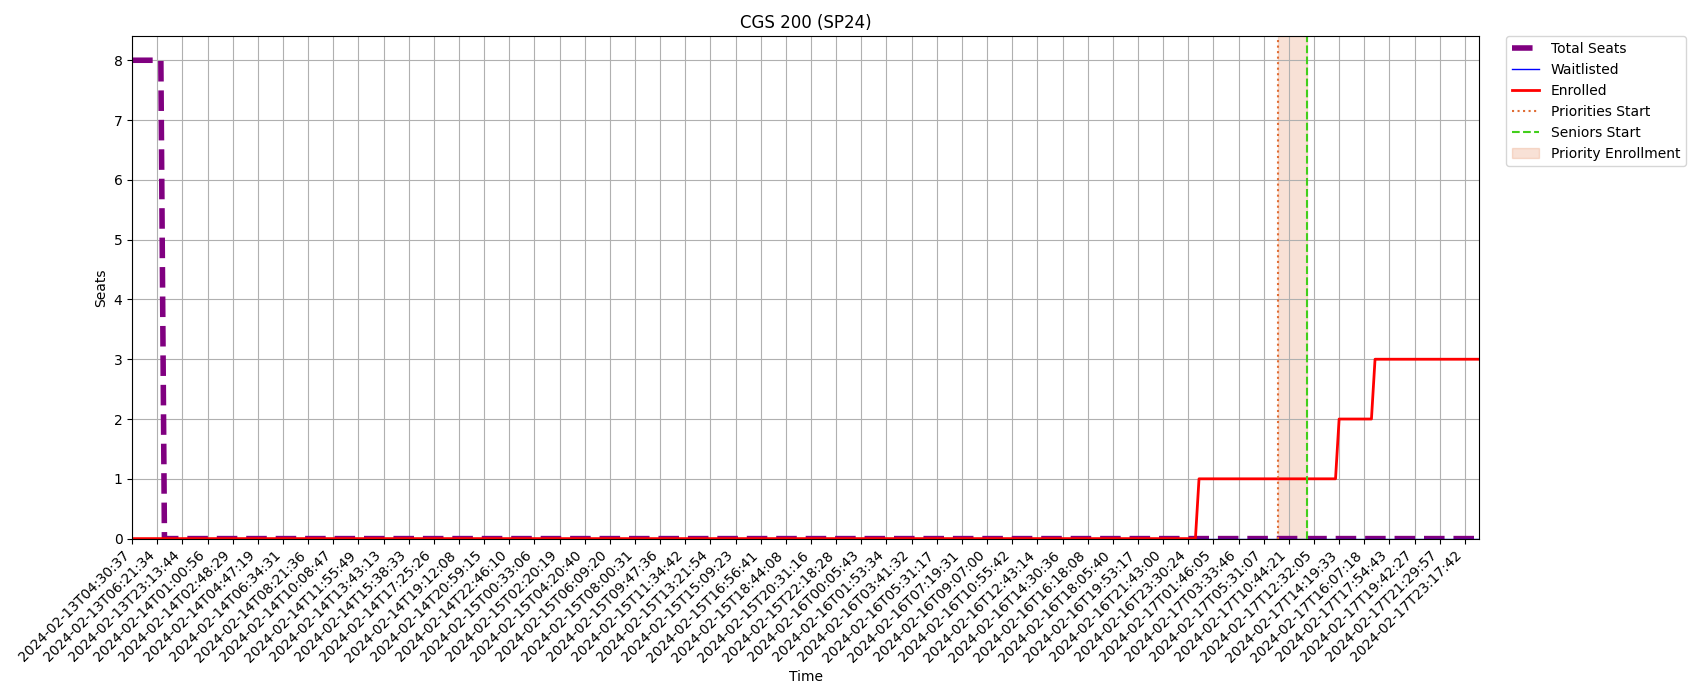 CGS 200 (SP24)
Total Seats
Waitlisted
Enrolled
Priorities Start
Seniors Start
Priority Enrollment
Seats
8
7
6
5
4
3
2
1
0
2024-02-13T04:30:37
2024-02-13T06:21:34
2024-02-13T23:13:44
2024-02-14T01:00:56
2024-02-14T02:48:29
2024-02-14T04:47:19
2024-02-14T06:34:31
2024-02-14T08:21:36
2024-02-14T10:08:47
2024-02-14T11:55:49
2024-02-14T13:43:13
2024-02-14T15:38:33
2024-02-14T17:25:26
2024-02-14T19:12:08
2024-02-14T20:59:15
2024-02-14T22:46:10
2024-02-15T00:33:06
2024-02-15T02:20:19
2024-02-15T04:20:40
2024-02-15T06:09:20
2024-02-15T08:00:31
2024-02-15T09:47:36
2024-02-15T11:34:42
2024-02-15T13:21:54
2024-02-15T15:09:23
2024-02-15T16:56:41
2024-02-15T18:44:08
2024-02-15T20:31:16
2024-02-15T22:18:28
2024-02-16T00:05:43
2024-02-16T01:53:34
2024-02-16T03:41:32
2024-02-16T05:31:17
2024-02-16T07:19:31
2024-02-16T09:07:00
2024-02-16T10:55:42
2024-02-16T12:43:14
2024-02-16T14:30:36
2024-02-16T16:18:08
2024-02-16T18:05:40
2024-02-16T19:53:17
2024-02-16T21:43:00
2024-02-16T23:30:24
2024-02-17T01:46:05
2024-02-17T03:33:46
2024-02-17T05:31:07
2024-02-17T10:44:21
2024-02-17T12:32:05
2024-02-17T14:19:33
2024-02-17T16:07:18
2024-02-17T17:54:43
2024-02-17T19:42:27
2024-02-17T21:29:57
2024-02-17T23:17:42
Time